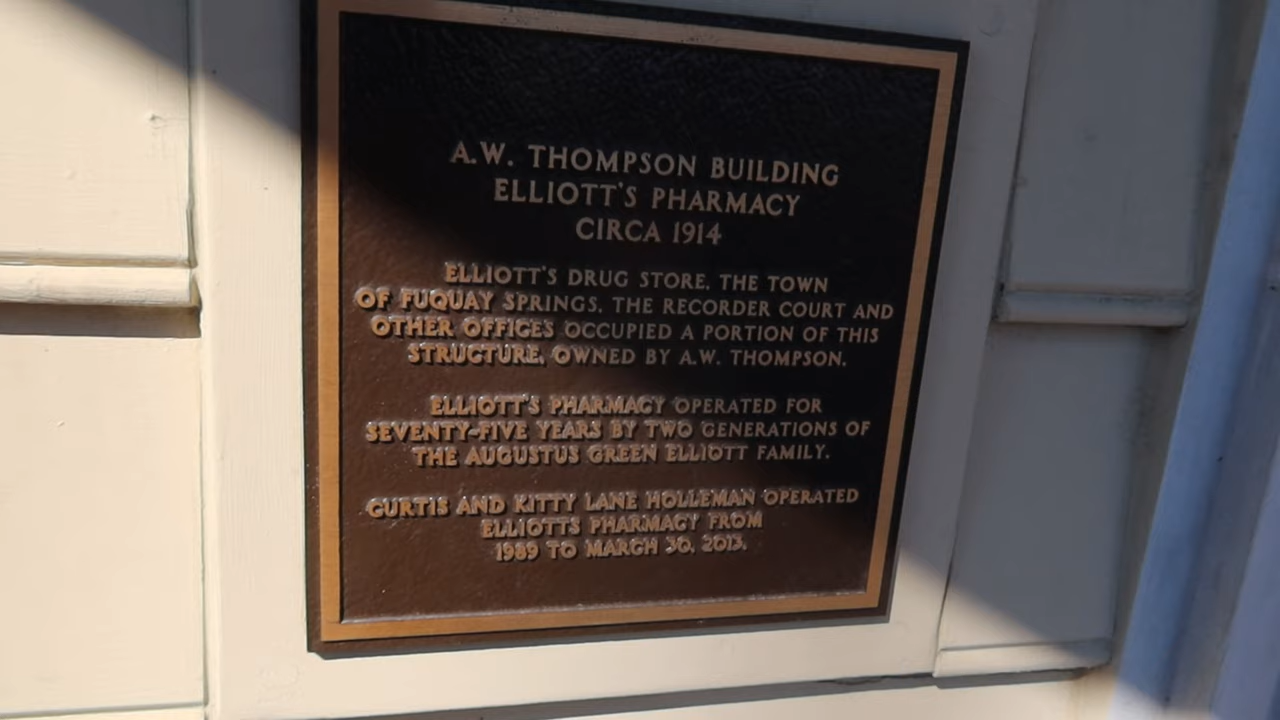 A.W. THOMPSON BUILDING
ELLIOTT'S PHARMACY
CIRCA 1914
ELLIOTT'S DRUG STORE, THE TOWN
OF FUQUAY SPRINGS, THE RECORDER COURT AND
OTHER OFFICES OCCUPIED A PORTION OF THIS
STRUCTURE, OWNED BY A.W. THOMPSON.
ELLIOTT'S PHARMACY OPERATED FOR
SEVENTY-FIVE YEARS BY TWO GENERATIONS OF
THE AUGUSTUS GREEN ELLIOTT FAMILY.
CURTIS AND KITTY LANE HOLLEMAN OPERATED
ELLIOTTS PHARMACY FROM
1989 TO MARCH 30, 2013.